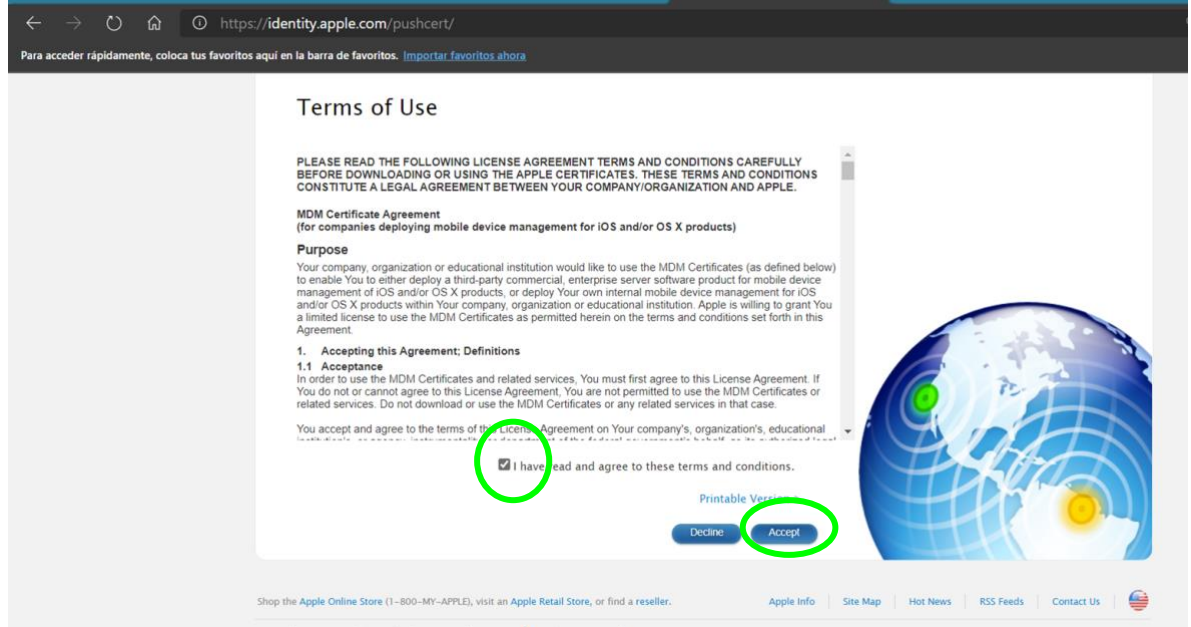 https://identity.apple.com/pushcert/
Para acceder rápidamente, coloca tus favoritos aquí en la barra de favoritos. Importar favoritos ahora
Terms of Use
PLEASE READ THE FOLLOWING LICENSE AGREEMENT TERMS AND CONDITIONS CAREFULLY
BEFORE DOWNLOADING OR USING THE APPLE CERTIFICATES. THESE TERMS AND CONDITIONS
CONSTITUTE A LEGAL AGREEMENT BETWEEN YOUR COMPANY/ORGANIZATION AND APPLE.
MDM Certificate Agreement
(for companies deploying mobile device management for iOS and/or OS X products)
Purpose
Your company, organization or educational institution would like to use the MDM Certificates (as defined below)
to enable You to either deploy a third-party commercial, enterprise server software product for mobile device
management of iOS and/or OS X products, or deploy Your own internal mobile device management for iOS
and/or OS X products within Your company, organization or educational institution. Apple is willing to grant You
a limited license to use the MDM Certificates as permitted herein on the terms and conditions set forth in this
Agreement.
1. Accepting this Agreement; Definitions
1.1 Acceptance
In order to use the MDM Certificates and related services, You must first agree to this License Agreement. If
You do not or cannot agree to this License Agreement, You are not permitted to use the MDM Certificates or
related services. Do not download or use the MDM Certificates or any related services in that case.
You accept and agree to the terms of this License Agreement on Your company's, organization's, educational
I have read and agree to these terms and conditions.
Printable Version
Decline Accept
Shop the Apple Online Store (1-800-MY-APPLE), visit an Apple Retail Store, or find a reseller. Apple Info Site Map Hot News RSS Feeds Contact Us